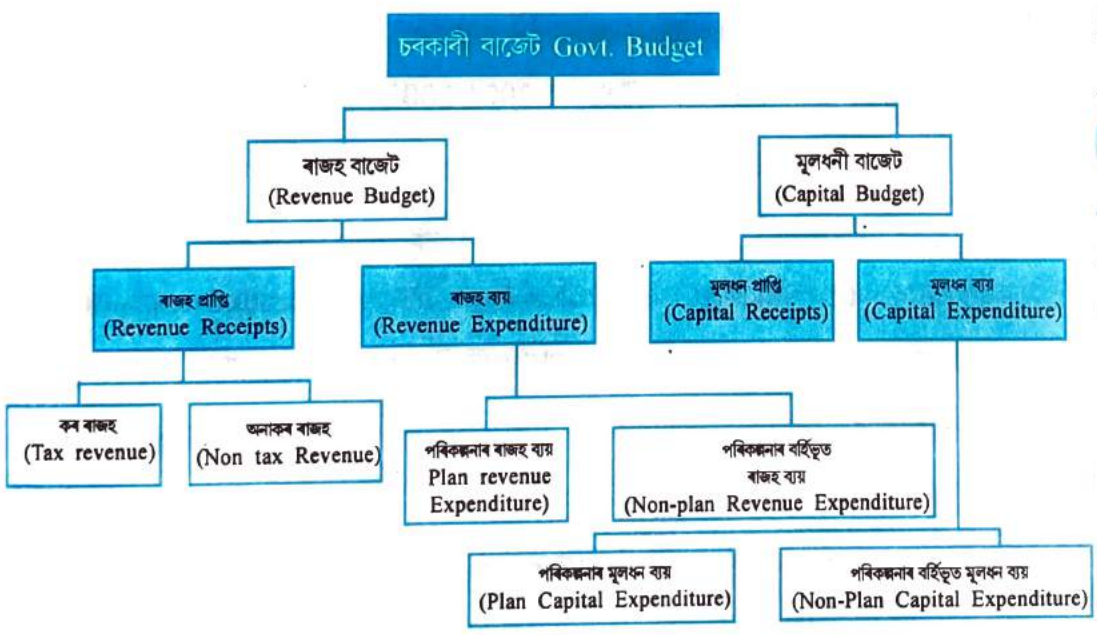 চৰকাৰী বাজেট Govt. Budget
ৰাজহ বাজেট
(Revenue Budget)
মূলধনী বাজেট
(Capital Budget)
ৰাজহ প্ৰাপ্তি
(Revenue Receipts)
ৰাজহ ব্যয়
(Revenue Expenditure)
মূলধন প্ৰাপ্তি
(Capital Receipts)
মূলধন ব্যয়
(Capital Expenditure)
কৰ ৰাজহ
(Tax revenue)
অনাকৰ ৰাজহ
(Non tax Revenue)
পৰিকল্পনাৰ ৰাজহ ব্যয়
Plan revenue
Expenditure)
পৰিকল্পনাৰ বৰ্হিভূত
ৰাজহ ব্যয়
(Non-plan Revenue Expenditure)
পৰিকল্পনাৰ মূলধন ব্যয়
(Plan Capital Expenditure)
পৰিকল্পনাৰ বৰ্হিভূত মূলধন ব্যয়
(Non-Plan Capital Expenditure)